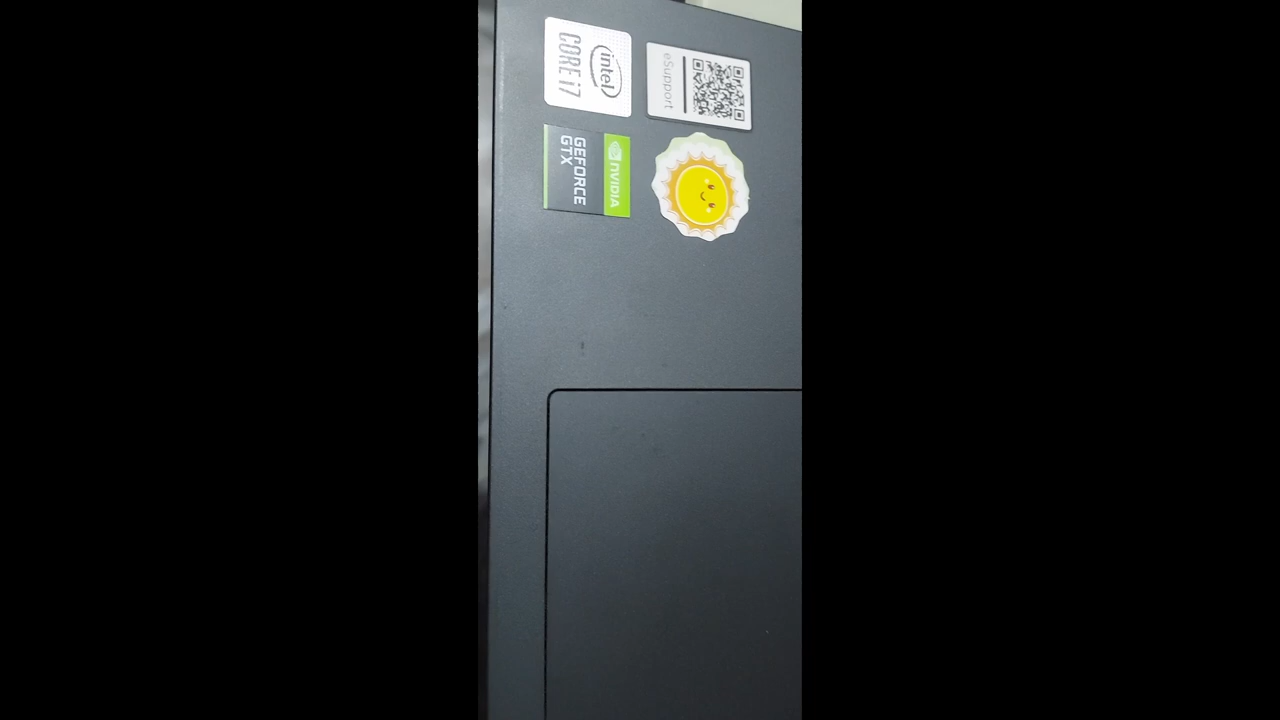 intel
CORE i7
eSupport
NVIDIA
GEFORCE
GTX